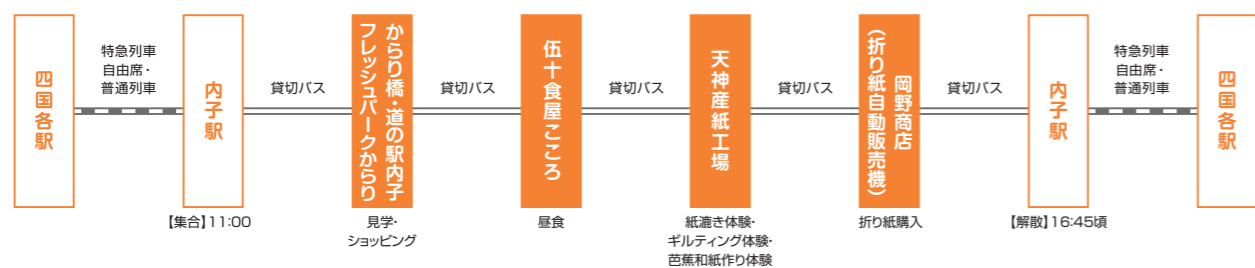 四国各駅
特急列車
自由席・
普通列車
内子駅
【集合】11:00
貸切バス
からり橋・道の駅内子
フレッシュパークからり
見学・
ショッピング
貸切バス
伍十食屋こころ
昼食
貸切バス
天神産紙工場
紙漉き体験・
ギルティング体験・
芭蕉和紙作り体験
貸切バス
岡野商店
(折り紙自動販売機)
折り紙購入
貸切バス
内子駅
【解散】16:45頃
特急列車
自由席・
普通列車
四国各駅